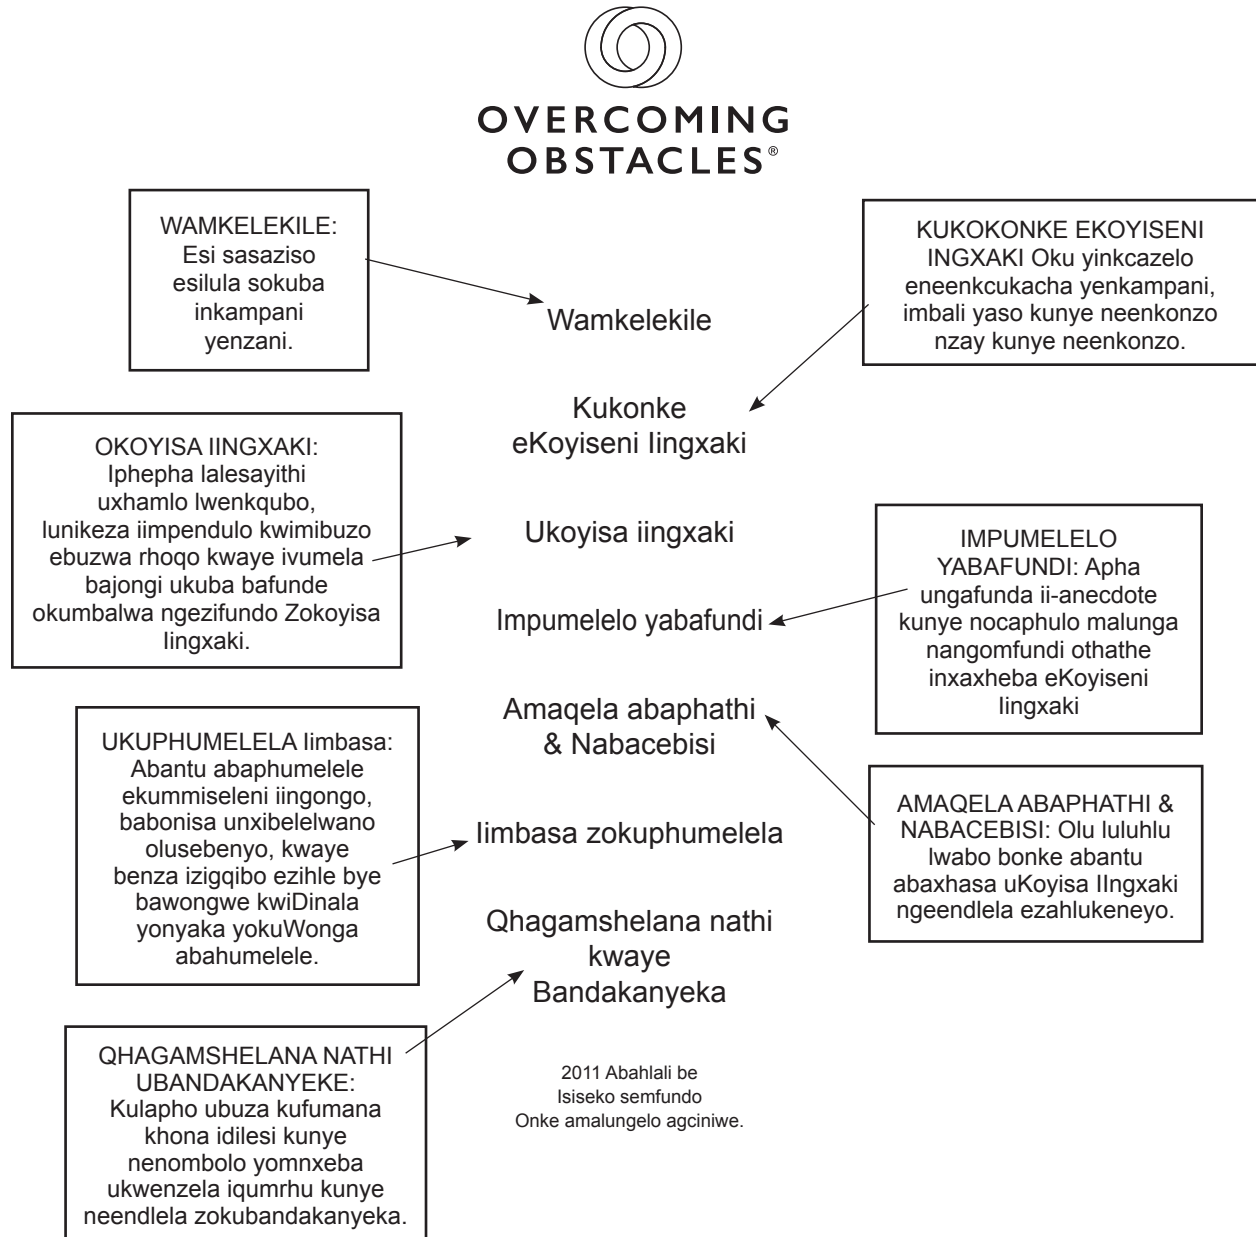 OVERCOMING
OBSTACLES®
WAMKELEKILE:
Esi sasaziso
esilula sokuba
inkampani
yenzani.
KUKOKONKE EKOYISENI
INGXAKI Oku yinkcazelo
eneenkcukacha yenkampani,
imbali yaso kunye neenkonzo
nzay kunye neenkonzo.
Wamkelekile
Kukonke
eKoyiseni Iingxaki
OKOYISA IINGXAKI:
Iphepha lalesayithi
uxhamlo lwenkqubo,
lunikeza iimpendulo kwimibuzo
ebuzwa rhoqo kwaye ivumela
bajongi ukuba bafunde
okumbalwa ngezifundo Zokoyisa
Iingxaki.
Ukoyisa iingxaki
IMPUMELELO
YABAFUNDI: Apha
ungafunda ii-anecdote
kunye nocaphulo malunga
nangomfundi othathe
inxaxheba eKoyiseni
Iingxaki
Impumelelo yabafundi
Amaqela abaphathi
& Nabacebisi
UKUPHUMELELA Iimbasa:
Abantu abaphumelele
ekummiseleni iingongo,
babonisa unxibelelwano
olusebenyo, kwaye
benza izigqibo ezihle bye
bawongwe kwiDinala
yonyaka yokuWonga
abahumelele.
AMAQELA ABAPHATHI &
NABACEBISI: Olu luluhlu
lwabo bonke abantu
abaxhasa uKoyisa IIngxaki
ngeendlela ezahlukeneyo.
Iimbasa zokuphumelela
Qhagamshelana nathi
kwaye
Bandakanyeka
QHAGAMSHELANA NATHI
UBANDAKANYEKE:
Kulapho ubuza kufumana
khona idilesi kunye
nenombolo yomnxeba
ukwenzela iqumrhu kunye
neendlela zokubandakanyeka.
2011 Abahlali be
Isiseko semfundo
Onke amalungelo agciniwe.